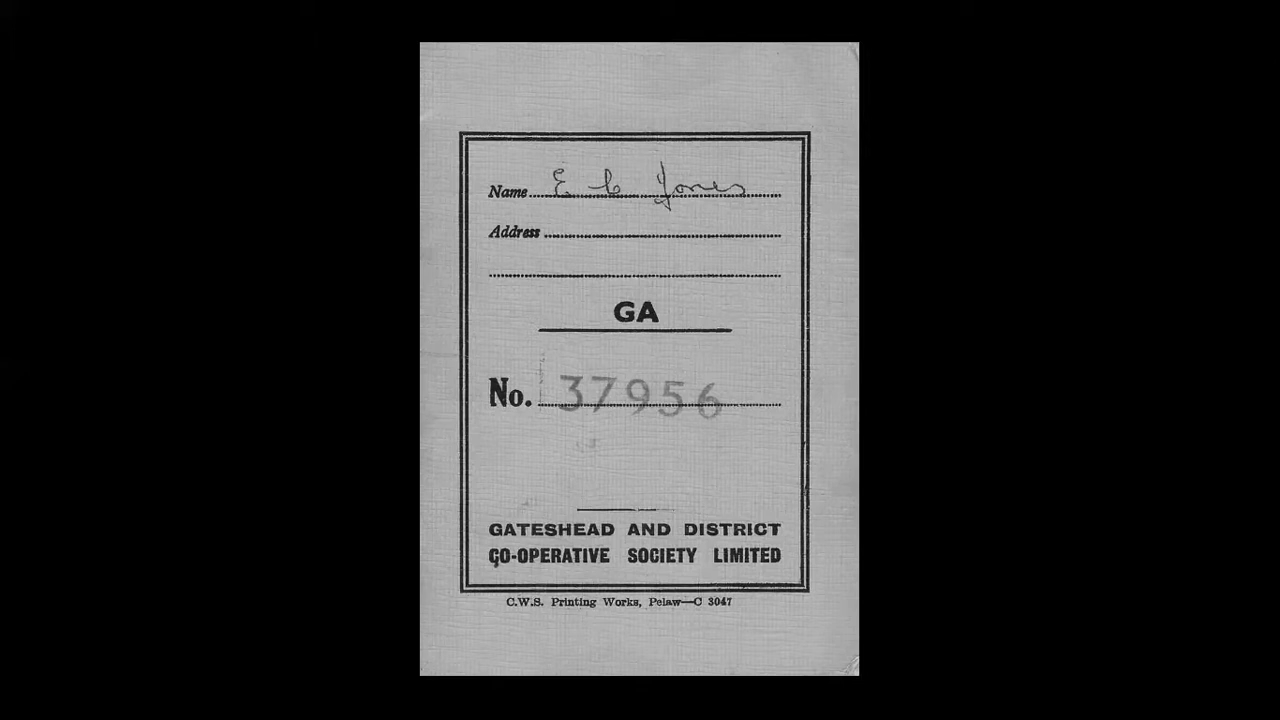 Name E C Jones
Address
GA
No. 37956
GATESHEAD AND DISTRICT
CO-OPERATIVE SOCIETY LIMITED
C.W.S. Printing Works, Pelaw—C 3047